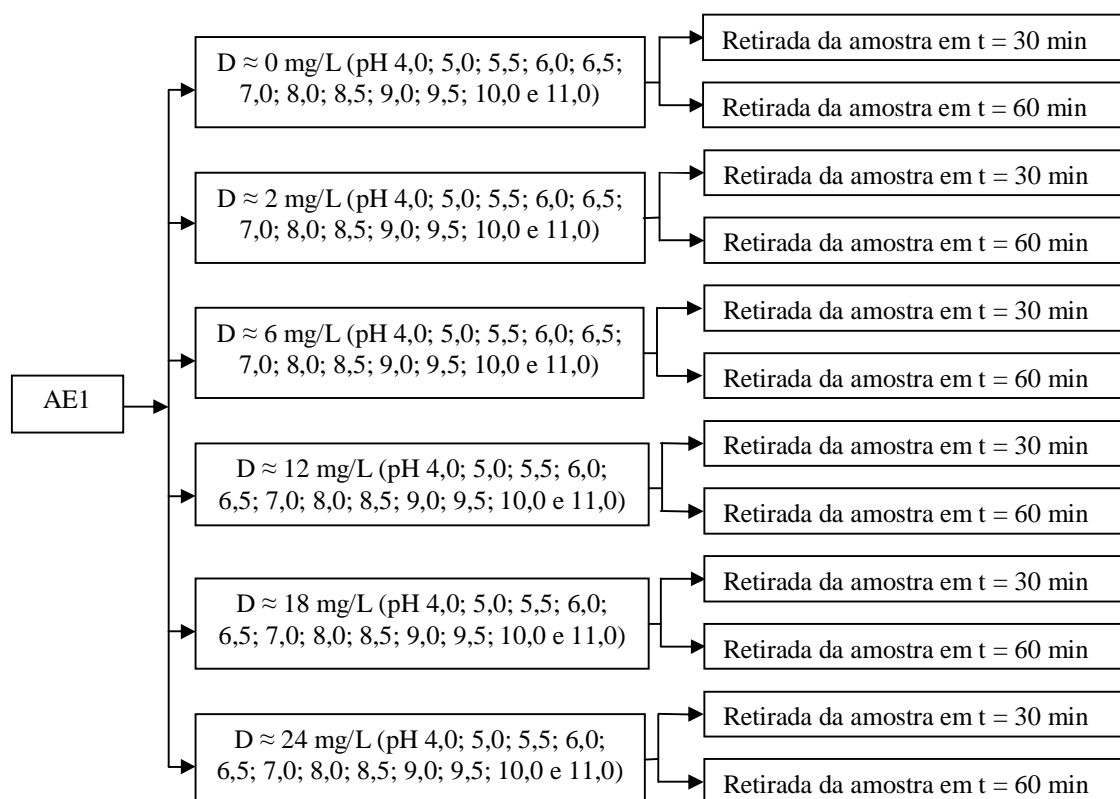 D ≈ 0 mg/L (pH 4,0; 5,0; 5,5; 6,0; 6,5;
7,0; 8,0; 8,5; 9,0; 9,5; 10,0 e 11,0)
Retirada da amostra em t = 30 min
Retirada da amostra em t = 60 min
D ≈ 2 mg/L (pH 4,0; 5,0; 5,5; 6,0; 6,5;
7,0; 8,0; 8,5; 9,0; 9,5; 10,0 e 11,0)
Retirada da amostra em t = 30 min
Retirada da amostra em t = 60 min
D ≈ 6 mg/L (pH 4,0; 5,0; 5,5; 6,0; 6,5;
7,0; 8,0; 8,5; 9,0; 9,5; 10,0 e 11,0)
Retirada da amostra em t = 30 min
Retirada da amostra em t = 60 min
AE1
D ≈ 12 mg/L (pH 4,0; 5,0; 5,5; 6,0;
6,5; 7,0; 8,0; 8,5; 9,0; 9,5; 10,0 e 11,0)
Retirada da amostra em t = 30 min
Retirada da amostra em t = 60 min
D ≈ 18 mg/L (pH 4,0; 5,0; 5,5; 6,0;
6,5; 7,0; 8,0; 8,5; 9,0; 9,5; 10,0 e 11,0)
Retirada da amostra em t = 30 min
Retirada da amostra em t = 60 min
D ≈ 24 mg/L (pH 4,0; 5,0; 5,5; 6,0;
6,5; 7,0; 8,0; 8,5; 9,0; 9,5; 10,0 e 11,0)
Retirada da amostra em t = 30 min
Retirada da amostra em t = 60 min